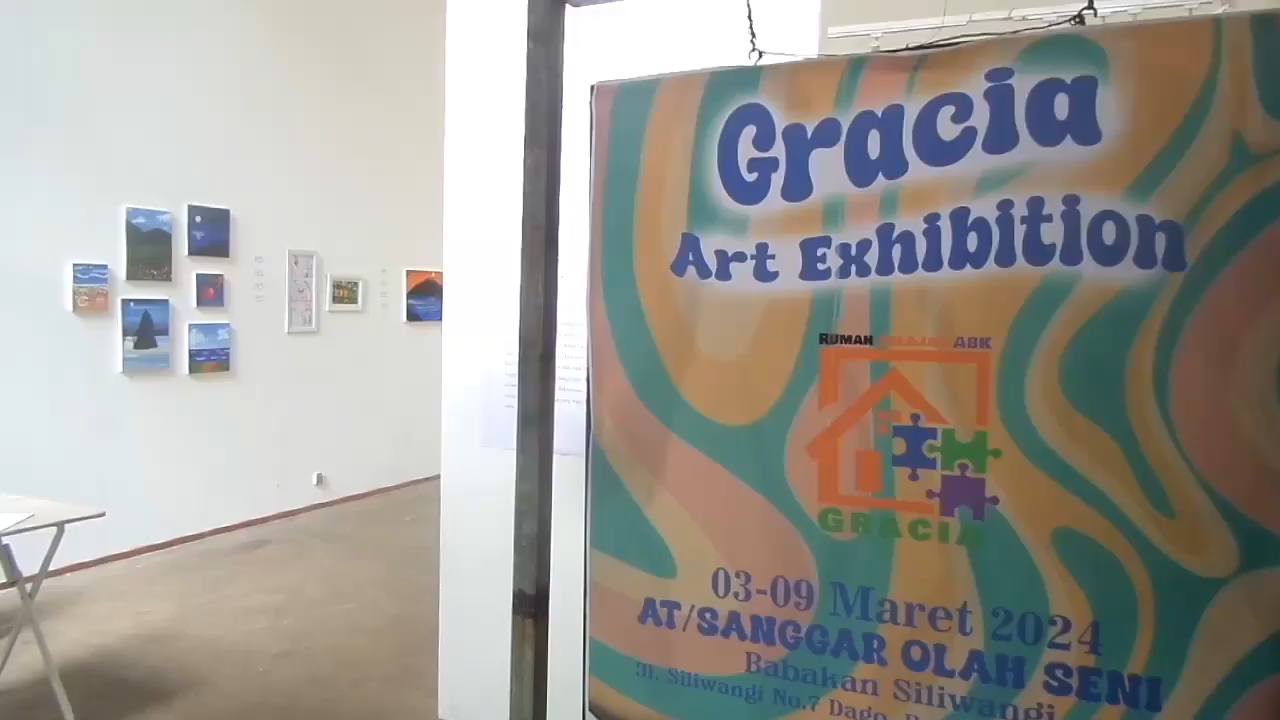 Gracia
Art Exhibition
RUMAH BELAJAR ABK
GRACIA
03-09 Maret 2024
AT/SANGGAR OLAH SENI
Babakan Siliwangi
Jl. Siliwangi No.7 Dago,